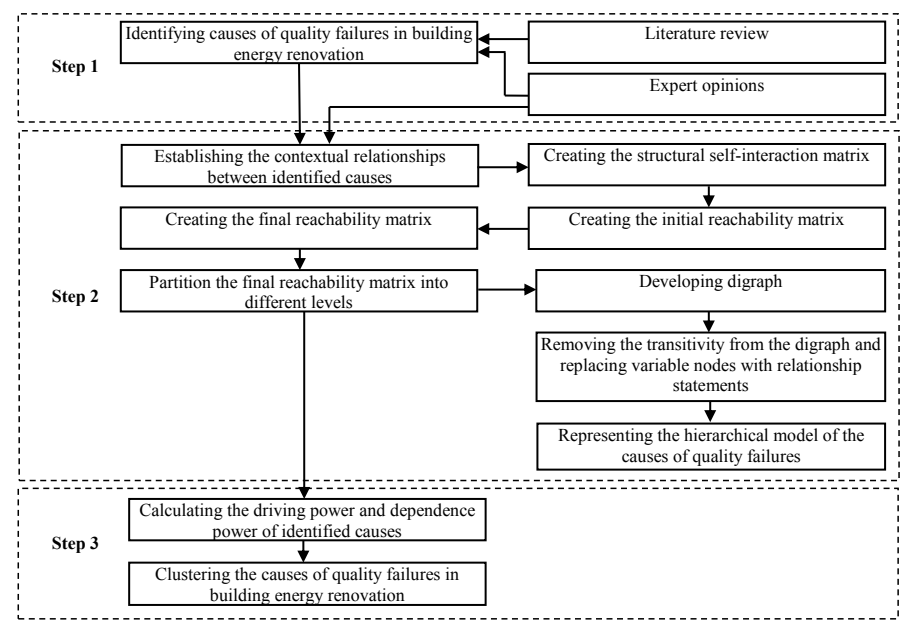 Step 1
Identifying causes of quality failures in building
energy renovation
Literature review
Expert opinions
Step 2
Establishing the contextual relationships
between identified causes
Creating the structural self-interaction matrix
Creating the final reachability matrix
Creating the initial reachability matrix
Partition the final reachability matrix into
different levels
Developing digraph
Removing the transitivity from the digraph and
replacing variable nodes with relationship
statements
Representing the hierarchical model of the
causes of quality failures
Step 3
Calculating the driving power and dependence
power of identified causes
Clustering the causes of quality failures in
building energy renovation